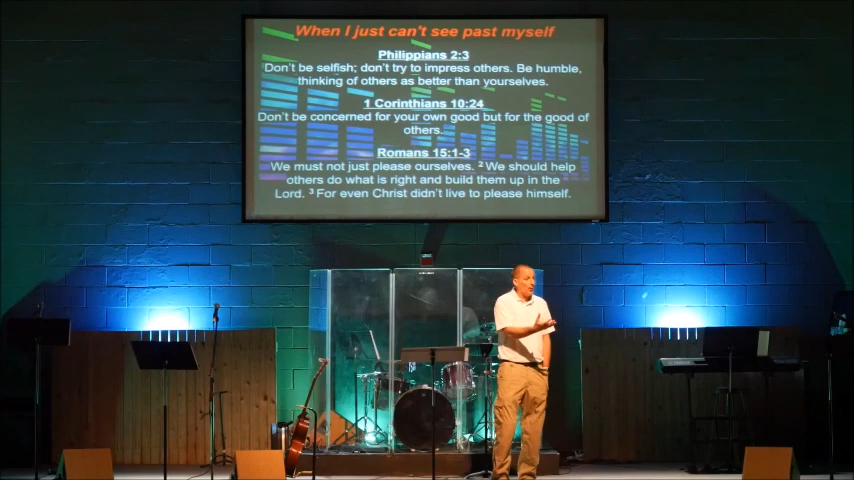 When I just can't see past myself
Philippians 2:3
Don't be selfish; don't try to impress others. Be humble,
thinking of others as better than yourselves.
1 Corinthians 10:24
Don't be concerned for your own good but for the good of
others.
Romans 15:1-3
We must not just please ourselves. ² We should help
others do what is right and build them up in the
Lord. ³ For even Christ didn't live to please himself.